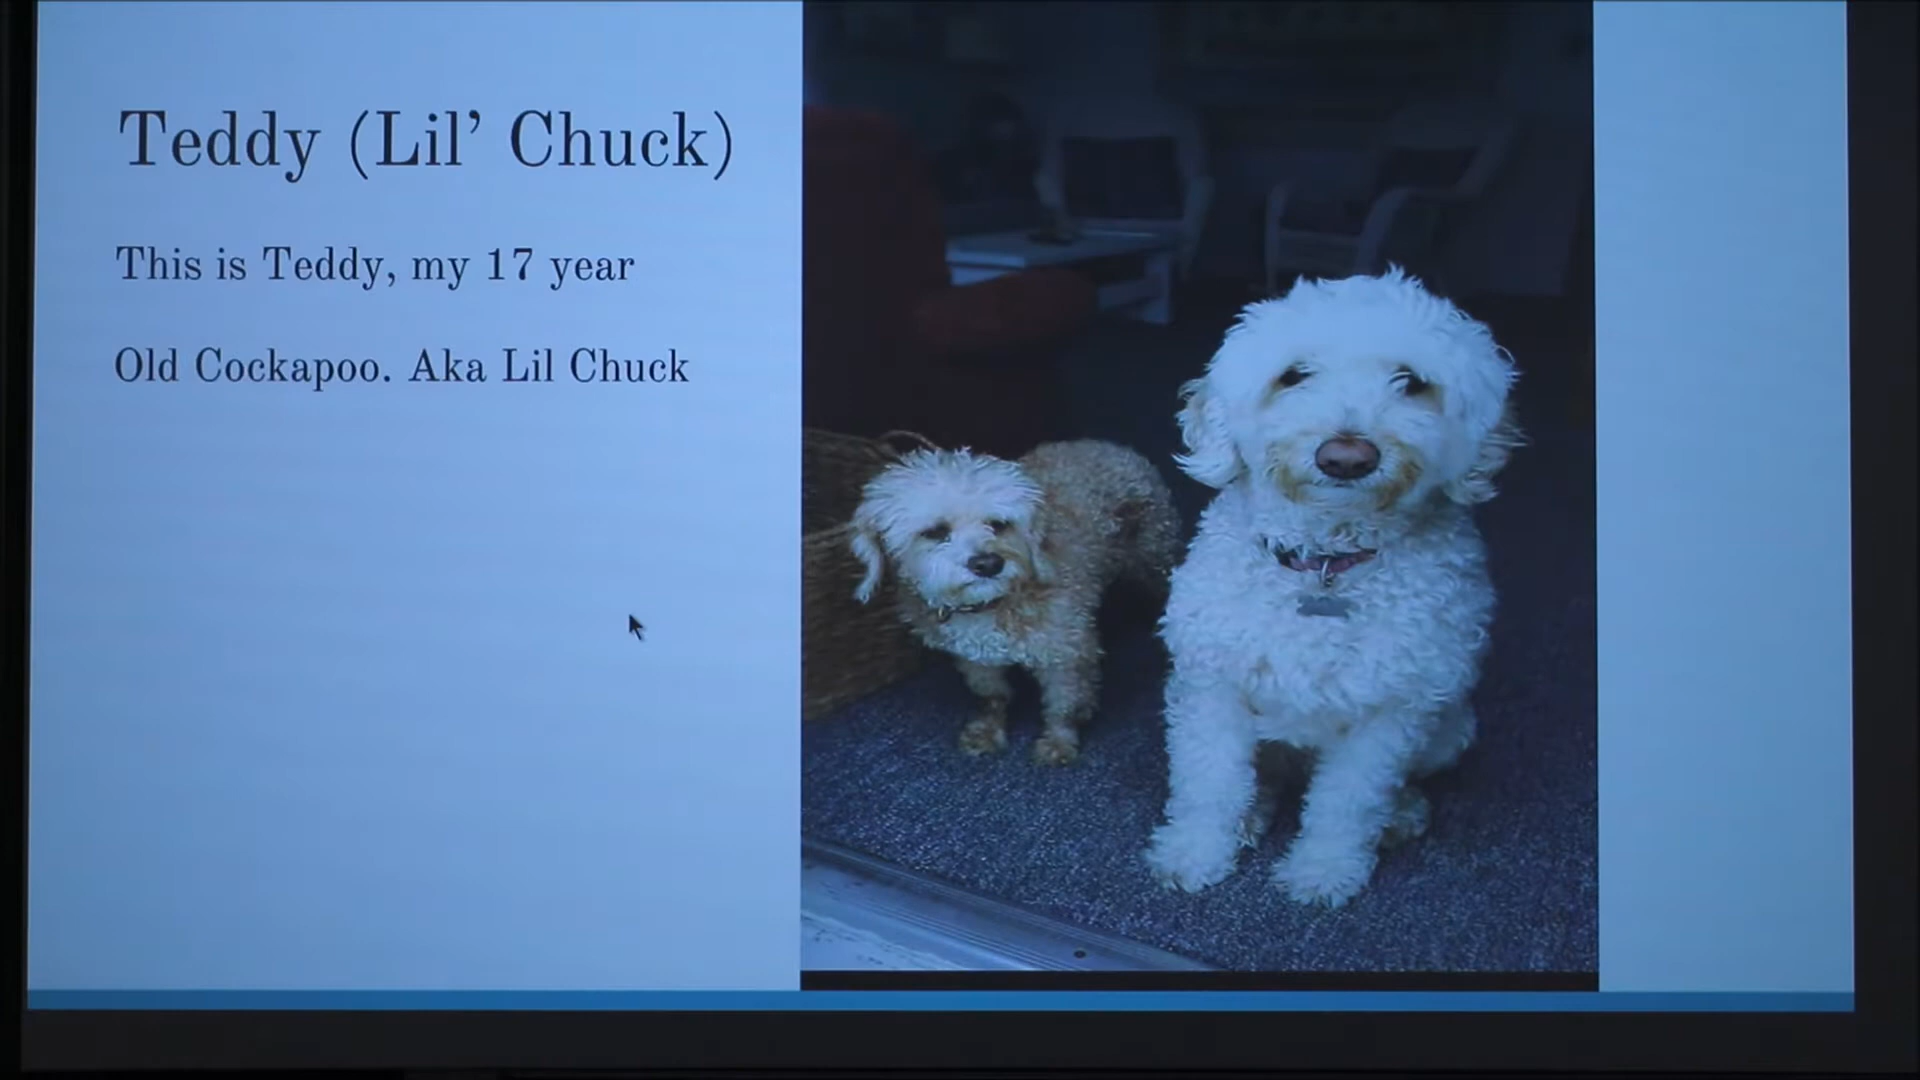 Teddy (Lil’ Chuck)
This is Teddy, my 17 year
Old Cockapoo. Aka Lil Chuck